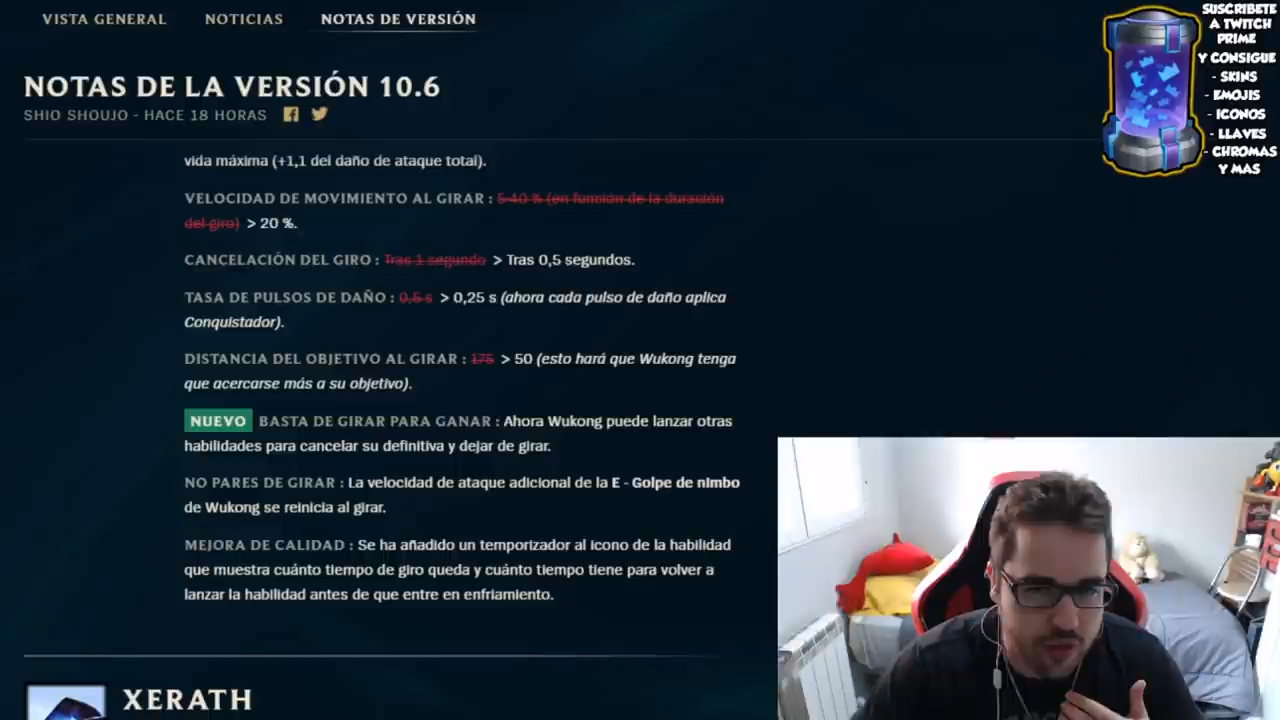 VISTA GENERAL NOTICIAS NOTAS DE VERSIÓN
SUSCRIBETE
A TWITCH
PRIME
Y CONSIGUE
- SKINS
- EMOJIS
- ICONOS
- LLAVES
- CHROMAS
Y MAS
NOTAS DE LA VERSIÓN 10.6
SHIO SHOUJO - HACE 18 HORAS
vida máxima (+1,1 del daño de ataque total).
VELOCIDAD DE MOVIMIENTO AL GIRAR : 5-40 % (en función de la duración
del giro) > 20 %.
CANCELACIÓN DEL GIRO : Tras 1 segundo > Tras 0,5 segundos.
TASA DE PULSOS DE DAÑO : 0,5 s > 0,25 s (ahora cada pulso de daño aplica
Conquistador).
DISTANCIA DEL OBJETIVO AL GIRAR : 175 > 50 (esto hará que Wukong tenga
que acercarse más a su objetivo).
NUEVO BASTA DE GIRAR PARA GANAR : Ahora Wukong puede lanzar otras
habilidades para cancelar su definitiva y dejar de girar.
NO PARES DE GIRAR : La velocidad de ataque adicional de la E - Golpe de nimbo
de Wukong se reinicia al girar.
MEJORA DE CALIDAD : Se ha añadido un temporizador al icono de la habilidad
que muestra cuánto tiempo de giro queda y cuánto tiempo tiene para volver a
lanzar la habilidad antes de que entre en enfriamiento.
XERATH